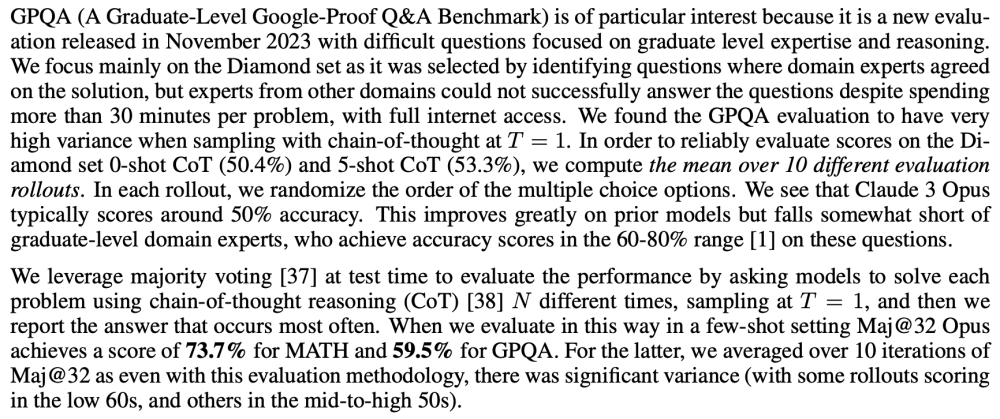 GPQA (A Graduate-Level Google-Proof Q&A Benchmark) is of particular interest because it is a new evalu-
ation released in November 2023 with difficult questions focused on graduate level expertise and reasoning.
We focus mainly on the Diamond set as it was selected by identifying questions where domain experts agreed
on the solution, but experts from other domains could not successfully answer the questions despite spending
more than 30 minutes per problem, with full internet access. We found the GPQA evaluation to have very
high variance when sampling with chain-of-thought at T = 1. In order to reliably evaluate scores on the Di-
amond set 0-shot CoT (50.4%) and 5-shot CoT (53.3%), we compute the mean over 10 different evaluation
rollouts. In each rollout, we randomize the order of the multiple choice options. We see that Claude 3 Opus
typically scores around 50% accuracy. This improves greatly on prior models but falls somewhat short of
graduate-level domain experts, who achieve accuracy scores in the 60-80% range [1] on these questions.
We leverage majority voting [37] at test time to evaluate the performance by asking models to solve each
problem using chain-of-thought reasoning (CoT) [38] N different times, sampling at T = 1, and then we
report the answer that occurs most often. When we evaluate in this way in a few-shot setting Maj@32 Opus
achieves a score of 73.7% for MATH and 59.5% for GPQA. For the latter, we averaged over 10 iterations of
Maj@32 as even with this evaluation methodology, there was significant variance (with some rollouts scoring
in the low 60s, and others in the mid-to-high 50s).